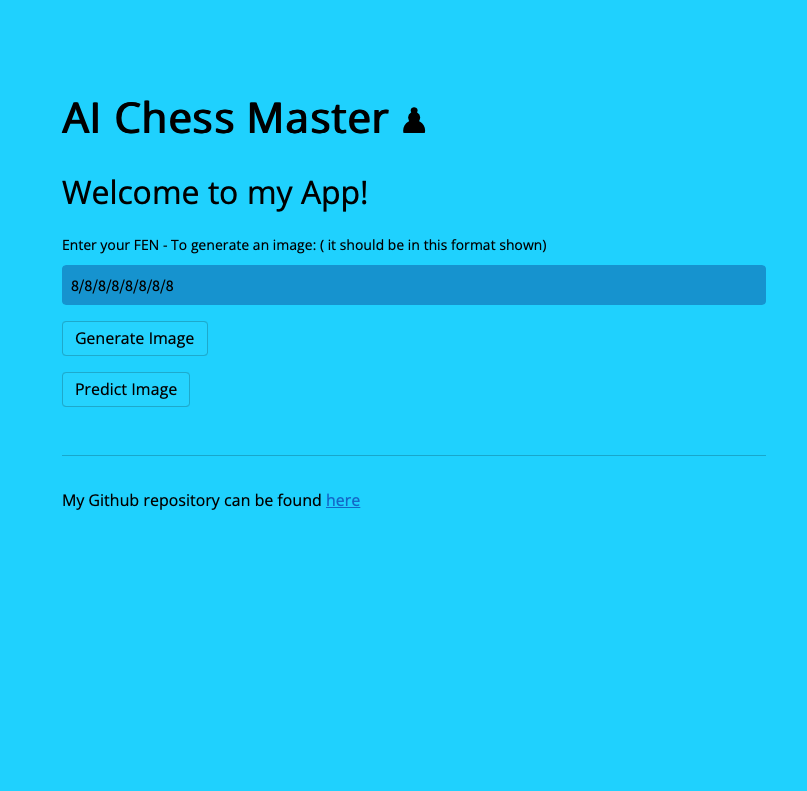 AI Chess Master ♟
Welcome to my App!
Enter your FEN - To generate an image: ( it should be in this format shown)
8/8/8/8/8/8/8/8
Generate Image
Predict Image
My Github repository can be found here